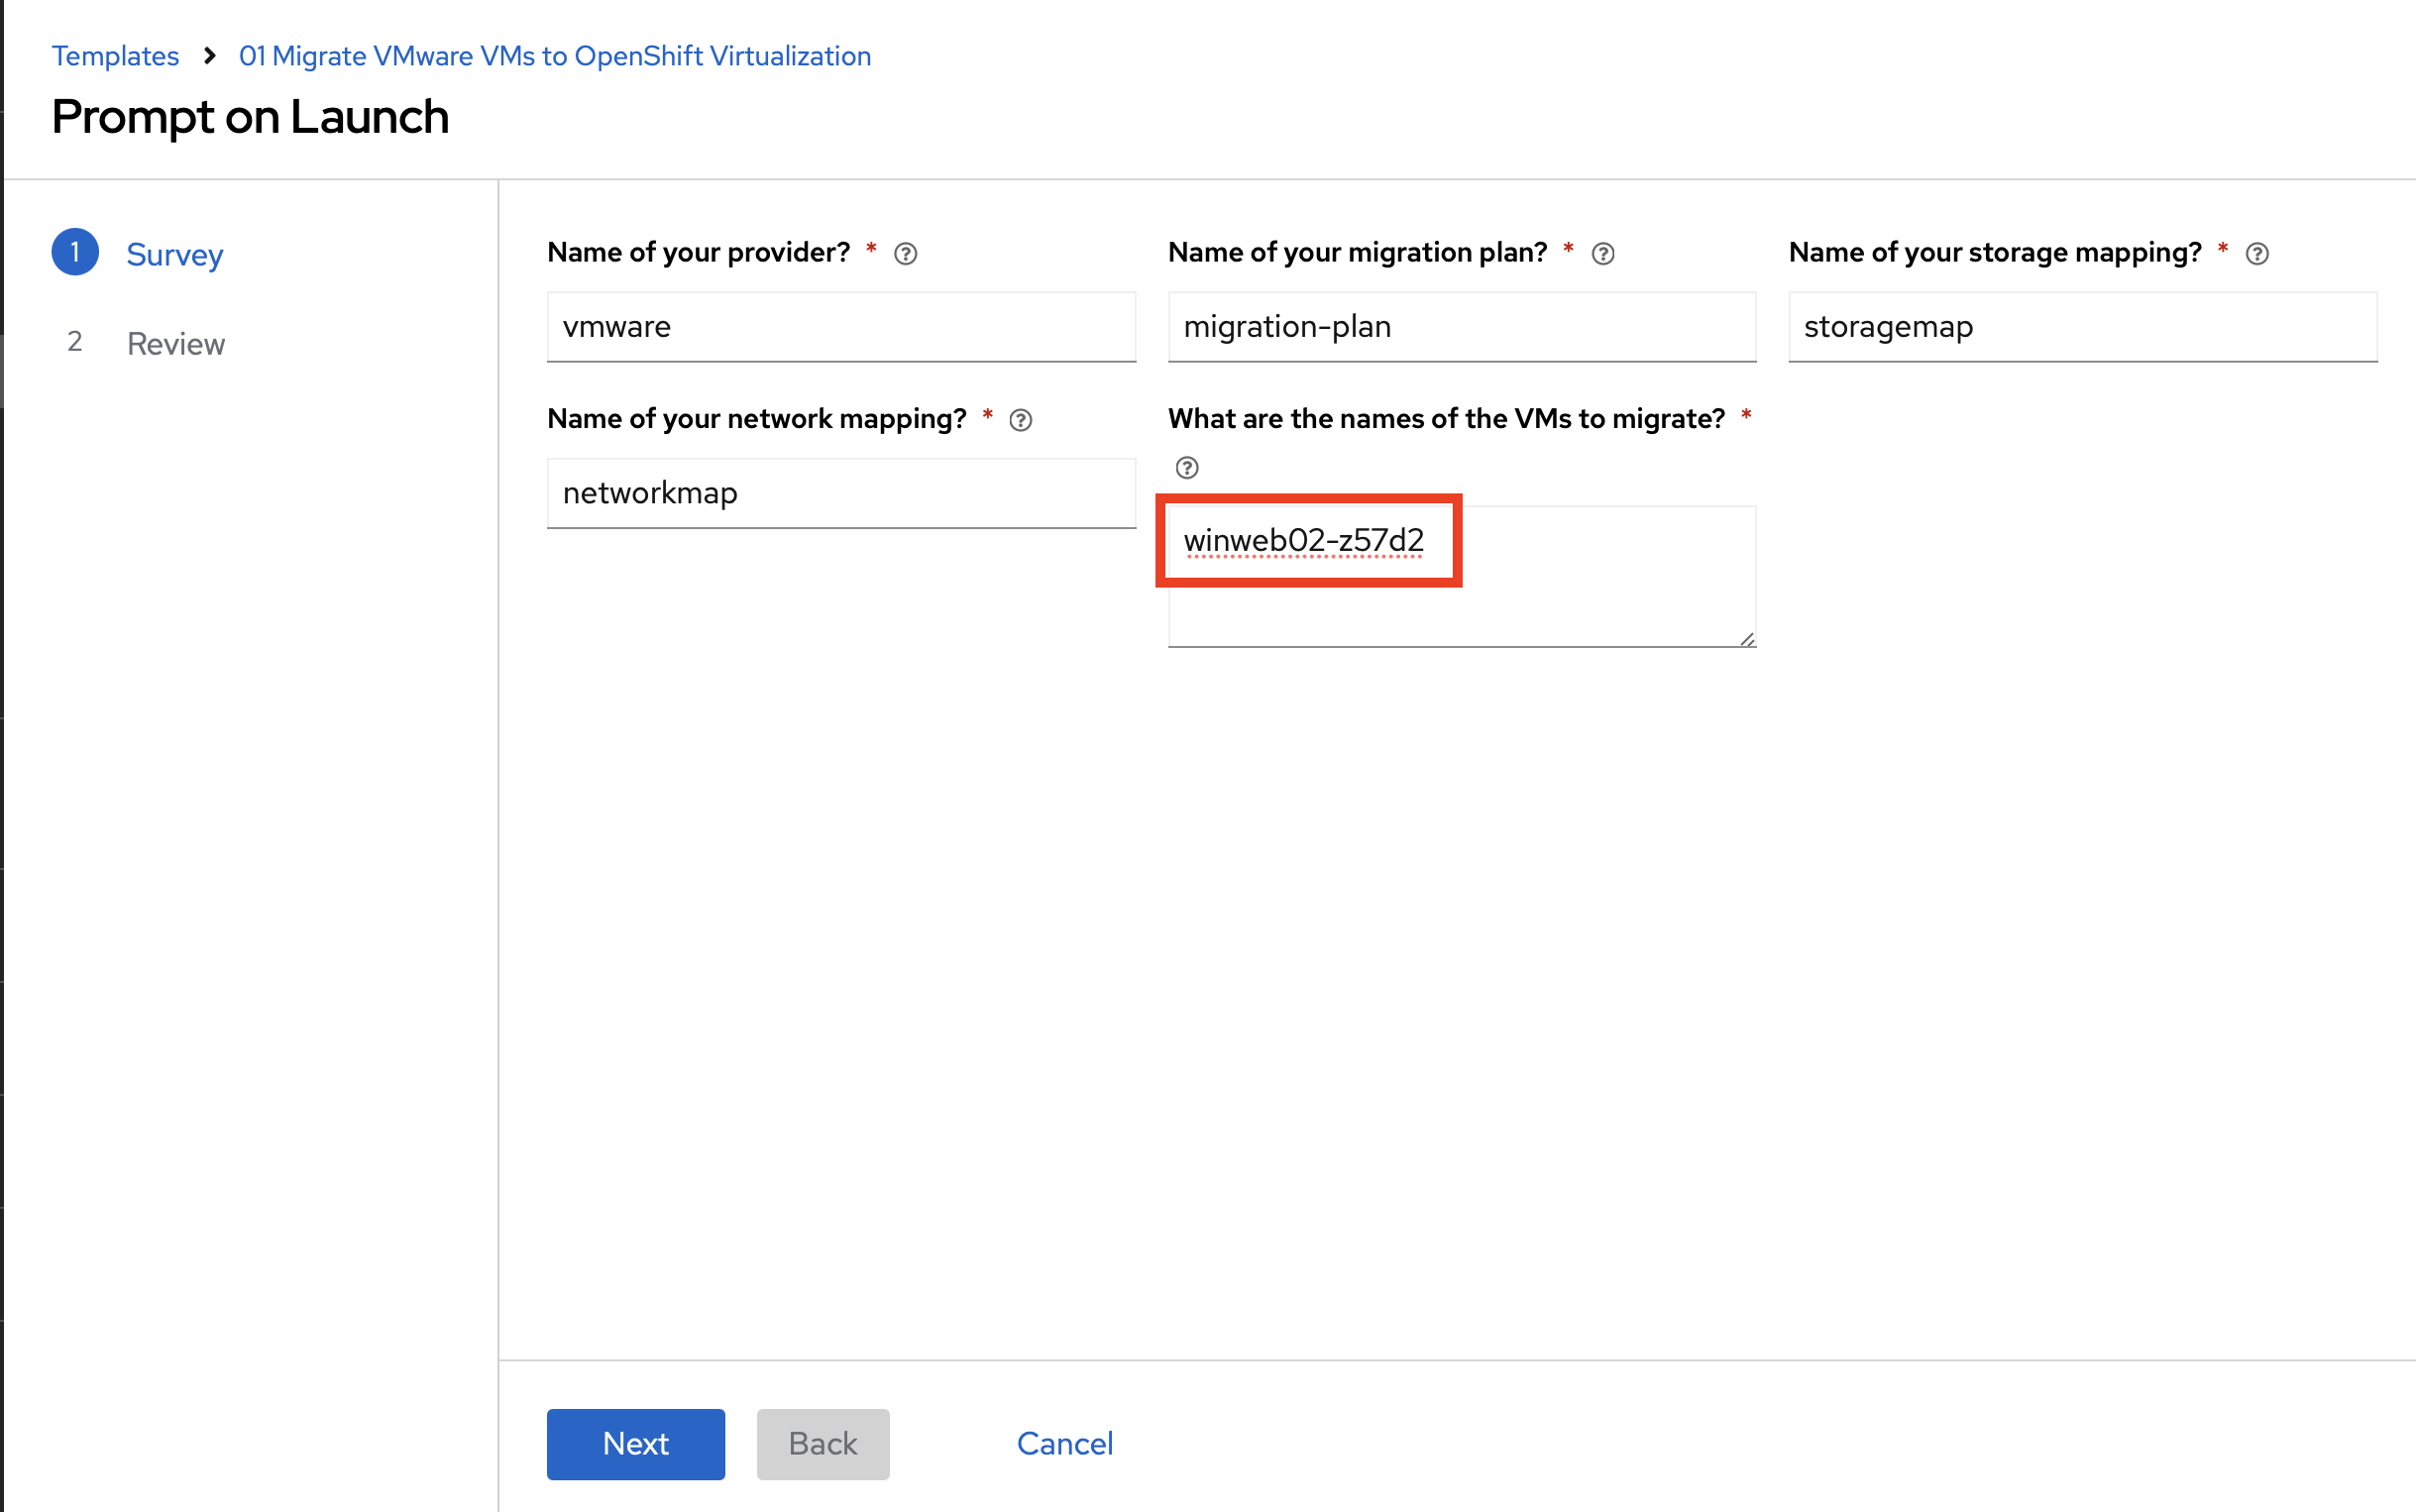 Templates > 01 Migrate VMware VMs to OpenShift Virtualization
Prompt on Launch
1 Survey
2 Review
Name of your provider? *
vmware
Name of your migration plan? *
migration-plan
Name of your storage mapping? *
storagemap
Name of your network mapping? *
networkmap
What are the names of the VMs to migrate? *
winweb02-z57d2
Next Back Cancel